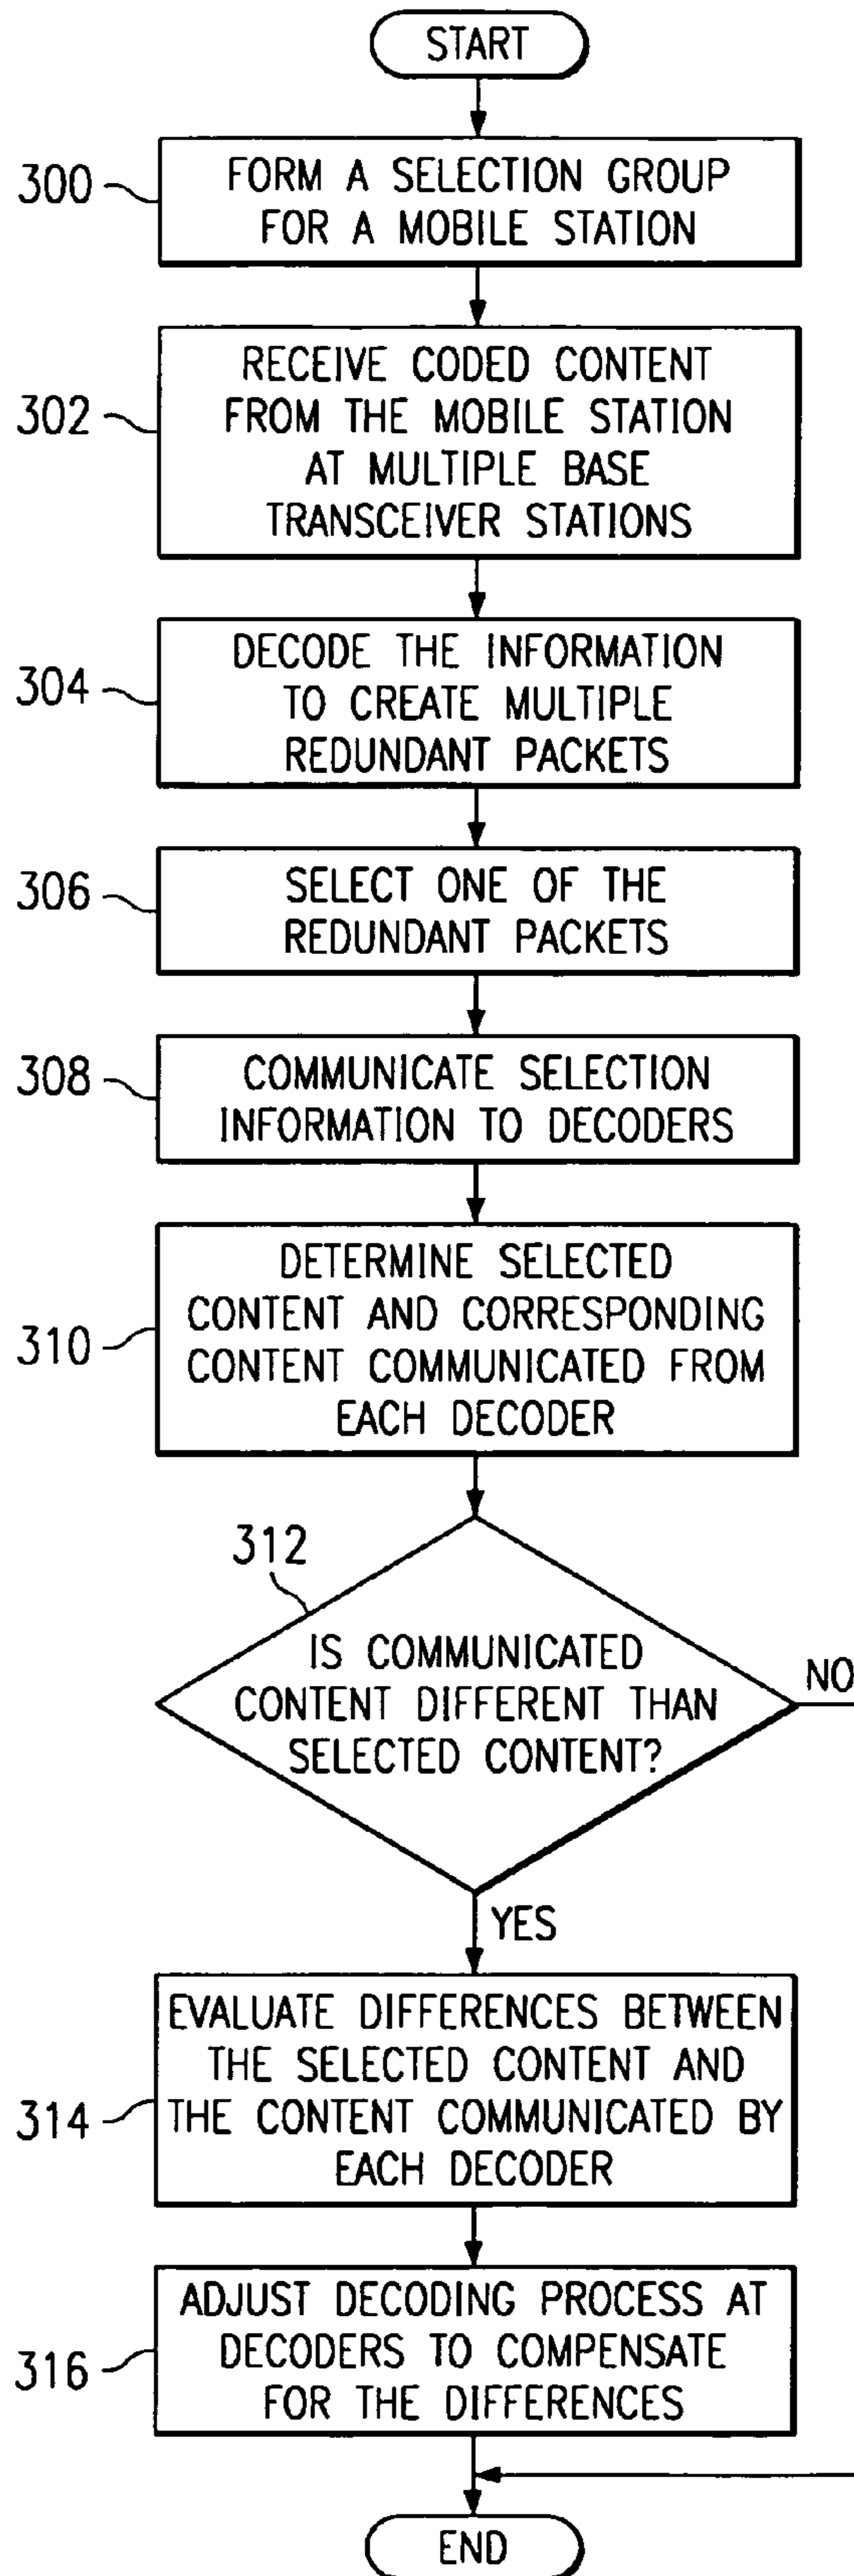 START
300
FORM A SELECTION GROUP
FOR A MOBILE STATION
302
RECEIVE CODED CONTENT
FROM THE MOBILE STATION
AT MULTIPLE BASE
TRANSCEIVER STATIONS
304
DECODE THE INFORMATION
TO CREATE MULTIPLE
REDUNDANT PACKETS
306
SELECT ONE OF THE
REDUNDANT PACKETS
308
COMMUNICATE SELECTION
INFORMATION TO DECODERS
310
DETERMINE SELECTED
CONTENT AND CORRESPONDING
CONTENT COMMUNICATED FROM
EACH DECODER
312
IS COMMUNICATED
CONTENT DIFFERENT THAN
SELECTED CONTENT?
NO
YES
314
EVALUATE DIFFERENCES BETWEEN
THE SELECTED CONTENT AND
THE CONTENT COMMUNICATED BY
EACH DECODER
316
ADJUST DECODING PROCESS AT
DECODERS TO COMPENSATE
FOR THE DIFFERENCES
END